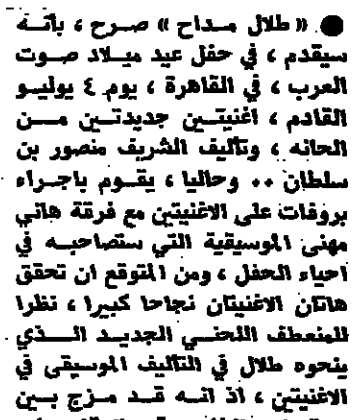 ● « طلال مداح » صرح ، بأنه
سيقدم ، في حفل عيد ميلاد صوت
العرب ، في القاهرة ، يوم ٤ يوليو
القادم ، اغنيتين جديدتين من
الحانه ، وتأليف الشريف منصور بن
سلطان .. وحاليا ، يقوم باجراء
بروفات على الاغنيتين مع فرقة هاني
مهنى الموسيقية التي ستصاحبه في
احياء الحفل ، ومن المتوقع ان تحقق
هاتان الاغنيتان نجاحا كبيرا ، نظرا
للمنعطف اللحني الجديد الذي
ينحوه طلال في التأليف الموسيقى في
الاغنيتين ، اذ انه قد مزج بين